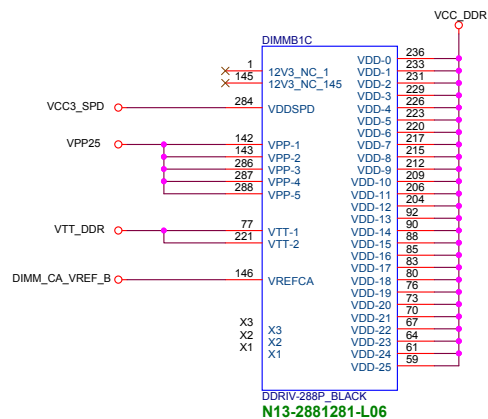 VCC_DDR
DIMMB1C
1 12V3_NC_1
145 12V3_NC_145
VCC3_SPD 284 VDDSPD
VPP25 142 VPP-1
143 VPP-2
286 VPP-3
287 VPP-4
288 VPP-5
VTT_DDR 77 VTT-1
221 VTT-2
DIMM_CA_VREF_B 146 VREFCA
X3 X3
X2 X2
X1 X1
VDD-0 236
VDD-1 233
VDD-2 231
VDD-3 229
VDD-4 226
VDD-5 223
VDD-6 220
VDD-7 217
VDD-8 215
VDD-9 212
VDD-10 209
VDD-11 206
VDD-12 204
VDD-13 92
VDD-14 90
VDD-15 88
VDD-16 85
VDD-17 83
VDD-18 80
VDD-19 76
VDD-20 73
VDD-21 70
VDD-22 67
VDD-23 64
VDD-24 61
VDD-25 59
DDRIV-288P_BLACK
N13-2881281-L06